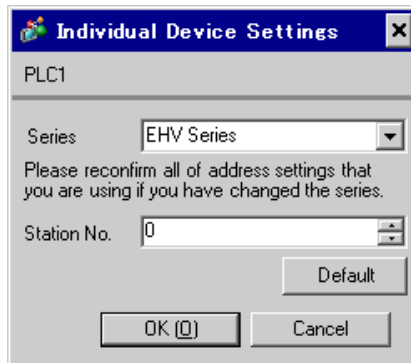 Individual Device Settings
PLC1
Series EHV Series
Please reconfirm all of address settings that
you are using if you have changed the series.
Station No. 0
Default
OK (O) Cancel